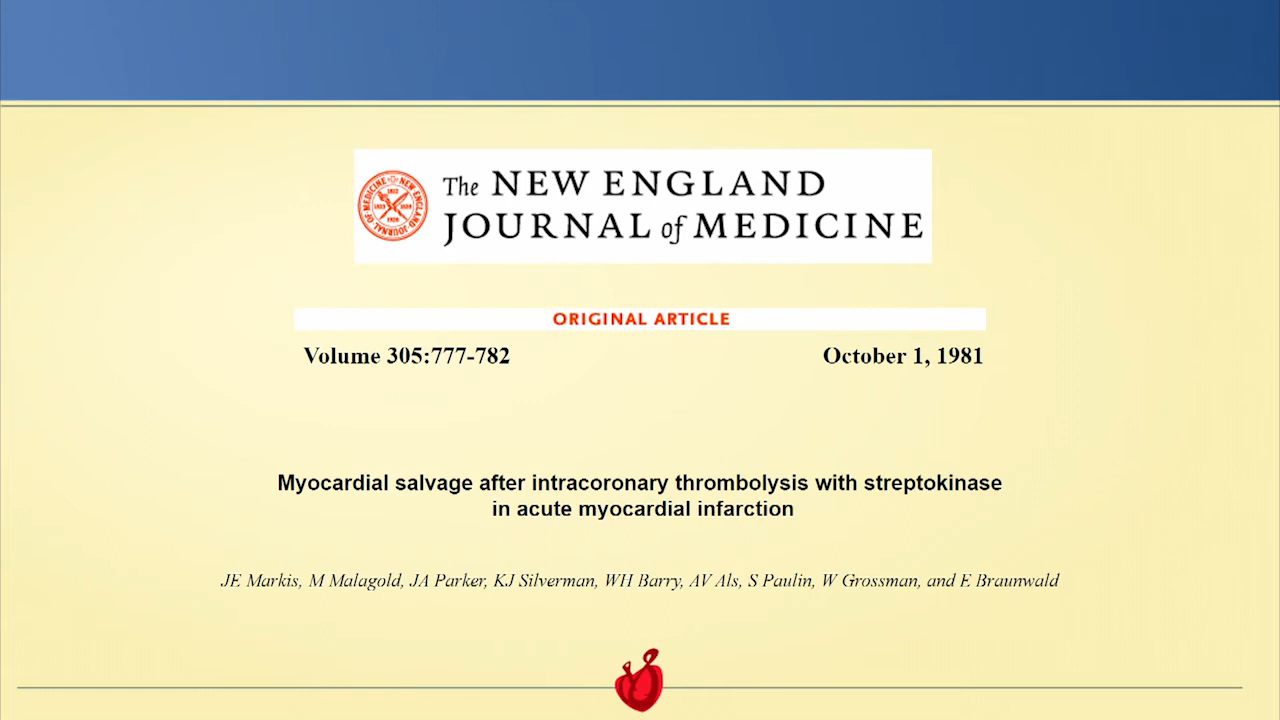 The NEW ENGLAND
JOURNAL of MEDICINE
ORIGINAL ARTICLE
Volume 305:777-782 October 1, 1981
Myocardial salvage after intracoronary thrombolysis with streptokinase
in acute myocardial infarction
JE Markis, M Malagold, JA Parker, KJ Silverman, WH Barry, AV Als, S Paulin, W Grossman, and E Braunwald